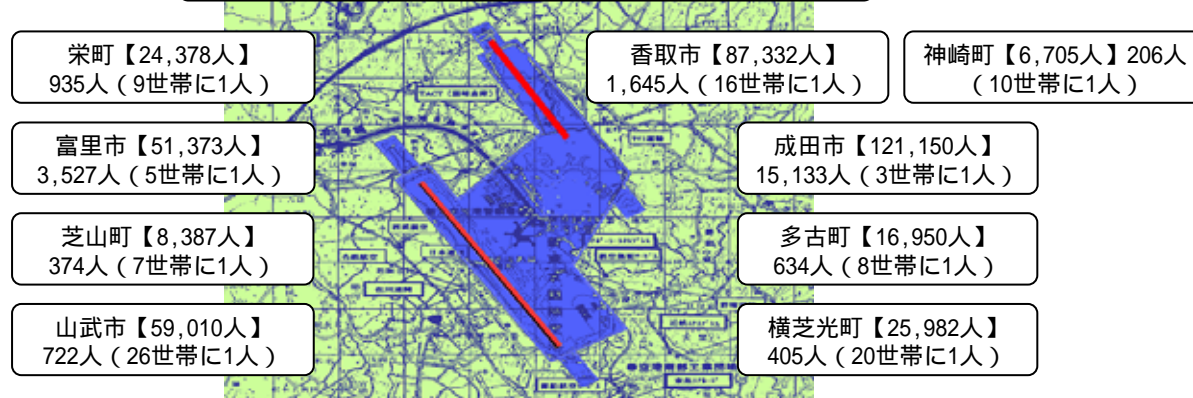 栄町【24,378人】
935人(9世帯に1人)
香取市【87,332人】
1,645人(16世帯に1人)
神崎町【6,705人】206人
(10世帯に1人)
富里市【51,373人】
3,527人(5世帯に1人)
成田市【121,150人】
15,133人(3世帯に1人)
芝山町【8,387人】
374人(7世帯に1人)
多古町【16,950人】
634人(8世帯に1人)
山武市【59,010人】
722人(26世帯に1人)
横芝光町【25,982人】
405人(20世帯に1人)